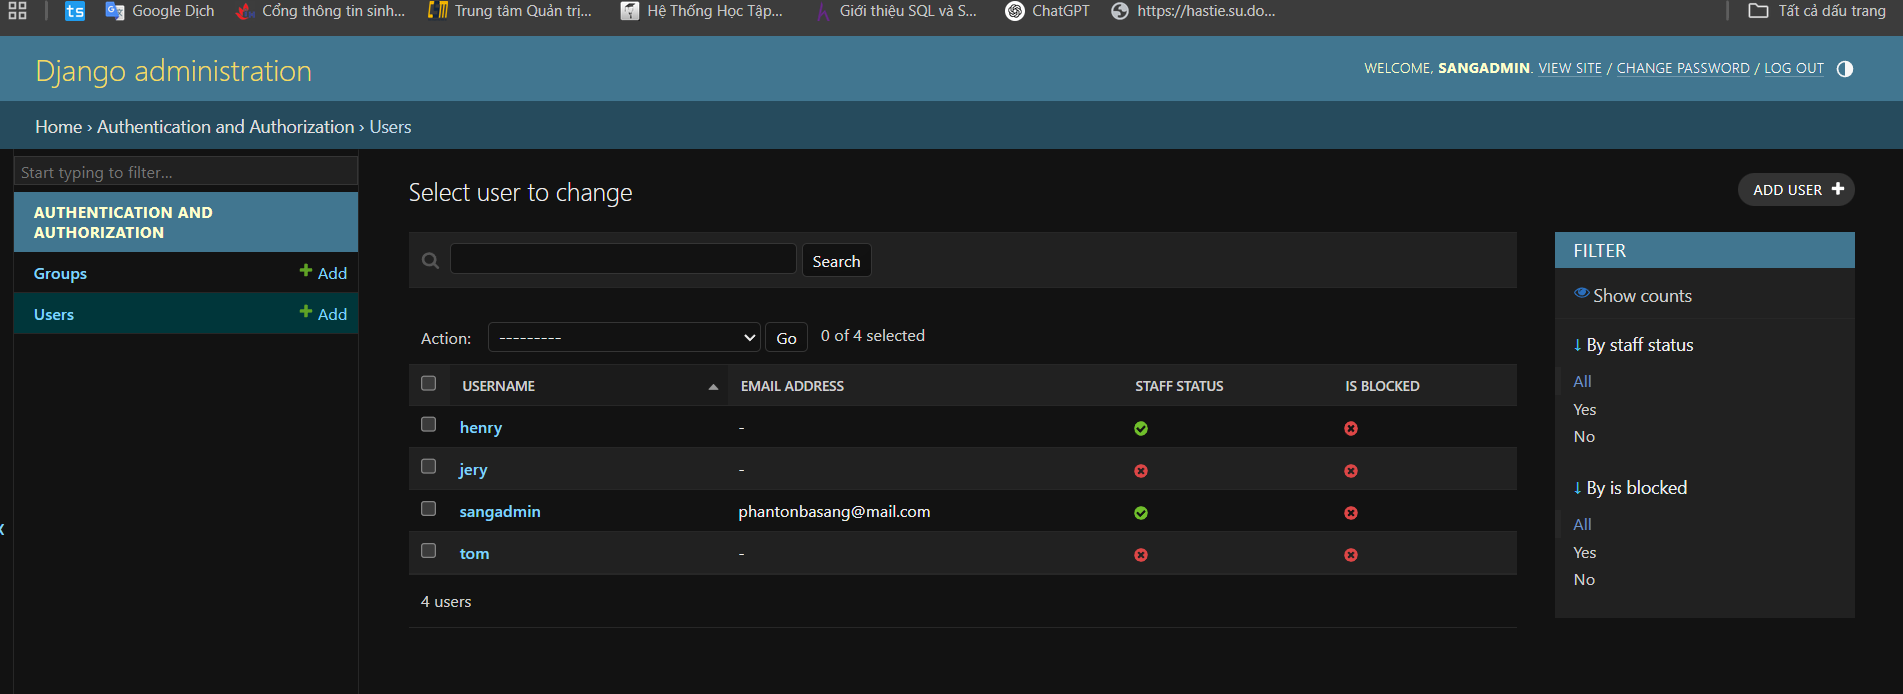 ts Google Dịch Cổng thông tin sinh... Trung tâm Quản trị... Hệ Thống Học Tập... Giới thiệu SQL và S... ChatGPT https://hastie.su.do... Tất cả dấu trang
Django administration
WELCOME, SANGADMIN. VIEW SITE / CHANGE PASSWORD / LOG OUT
Home › Authentication and Authorization › Users
Start typing to filter...
AUTHENTICATION AND
AUTHORIZATION
Groups + Add
Users + Add
Select user to change
ADD USER +
Search
Action: --------- Go 0 of 4 selected
USERNAME EMAIL ADDRESS STAFF STATUS IS BLOCKED
henry -
jery -
sangadmin phantonbasang@mail.com
tom -
4 users
FILTER
Show counts
↓ By staff status
All
Yes
No
↓ By is blocked
All
Yes
No